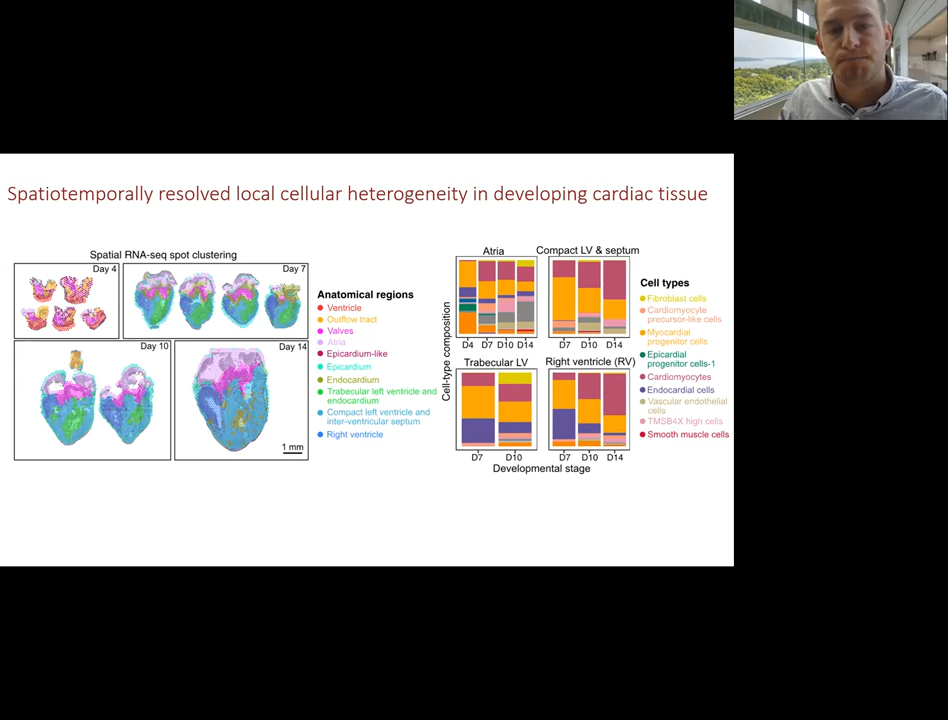 Spatiotemporally resolved local cellular heterogeneity in developing cardiac tissue
Spatial RNA-seq spot clustering
Day 4
Day 7
Day 10
Day 14
1 mm
Anatomical regions
Ventricle
Outflow tract
Valves
Atria
Epicardium-like
Epicardium
Endocardium
Trabecular left ventricle and
endocardium
Compact left ventricle and
inter-ventricular septum
Right ventricle
Cell-type composition
Atria
D4 D7 D10 D14
Compact LV & septum
D7 D10 D14
Trabecular LV
D7 D10
Right ventricle (RV)
D7 D10 D14
Developmental stage
Cell types
Fibroblast cells
Cardiomyocyte
precursor-like cells
Myocardial
progenitor cells
Epicardial
progenitor cells-1
Cardiomyocytes
Endocardial cells
Vascular endothelial
cells
TMSB4X high cells
Smooth muscle cells